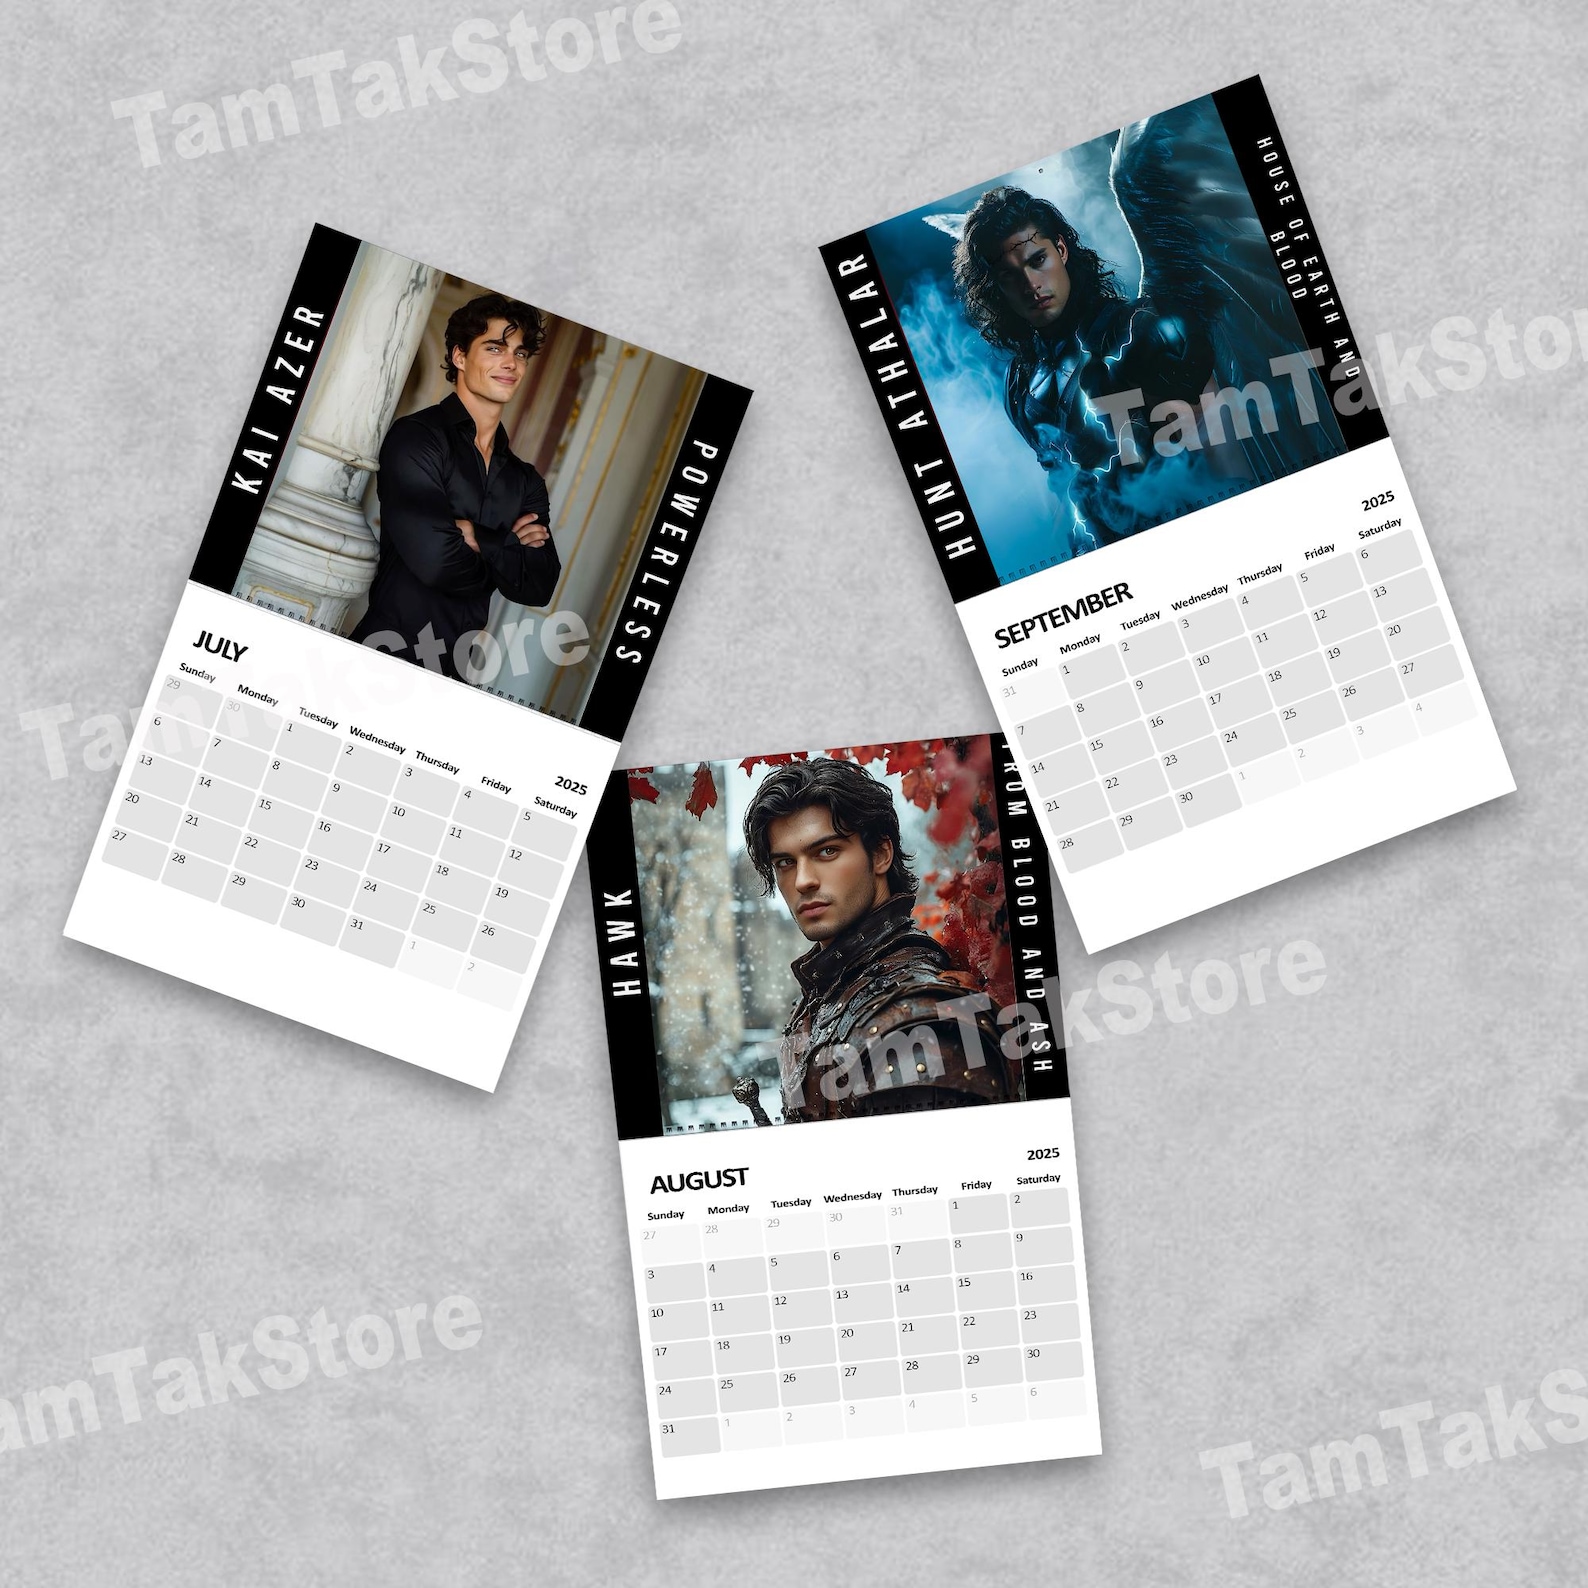 TamTakStore
KAI AZER
POWERLESS
JULY
2025
Sunday Monday Tuesday Wednesday Thursday Friday Saturday
29 30 1 2 3 4 5
6 7 8 9 10 11 12
13 14 15 16 17 18 19
20 21 22 23 24 25 26
27 28 29 30 31 1 2
HUNT ATHALAR
HOUSE OF EARTH AND
BLOOD
SEPTEMBER
2025
Sunday Monday Tuesday Wednesday Thursday Friday Saturday
31 1 2 3 4 5 6
7 8 9 10 11 12 13
14 15 16 17 18 19 20
21 22 23 24 25 26 27
28 29 30 1 2 3 4
HAWK
FROM BLOOD AND ASH
AUGUST
2025
Sunday Monday Tuesday Wednesday Thursday Friday Saturday
27 28 29 30 31 1 2
3 4 5 6 7 8 9
10 11 12 13 14 15 16
17 18 19 20 21 22 23
24 25 26 27 28 29 30
31 1 2 3 4 5 6
TamTakStore
TamTakStore
TamTakStore
amTakStore
TamTakS